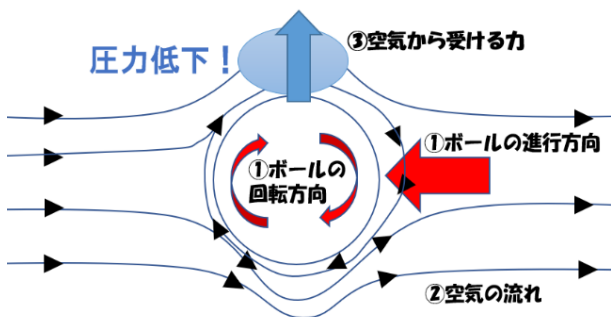 ③空気から受ける力
圧力低下！
①ボールの進行方向
①ボールの
回転方向
②空気の流れ